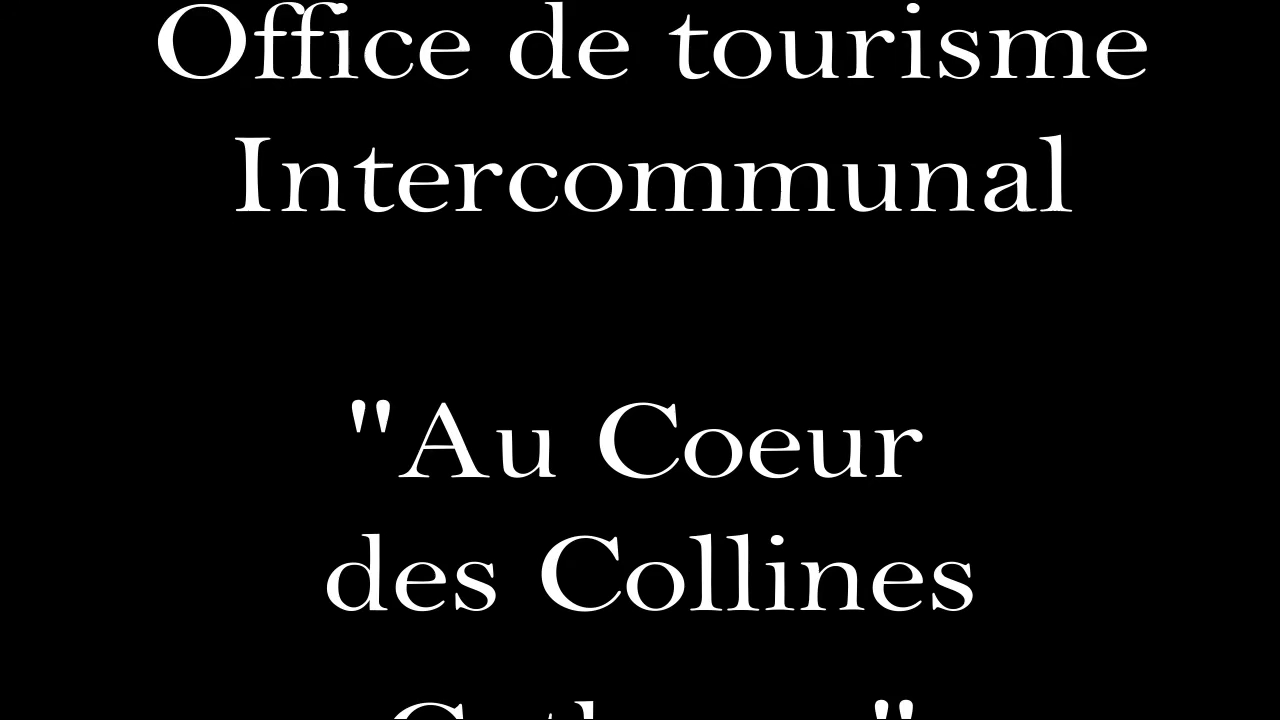 Office de tourisme
Intercommunal
"Au Coeur
des Collines